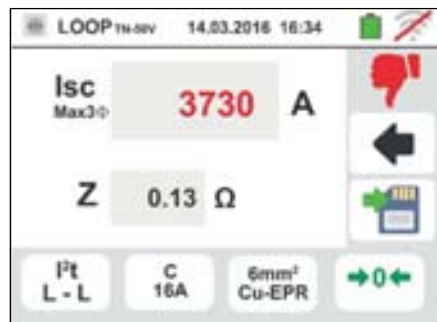 LOOP TN-50V 14.03.2016 16:34
Isc
Max3Φ
3730 A
Z 0.13 Ω
I²t
L - L
C
16A
6mm²
Cu-EPR
→0←